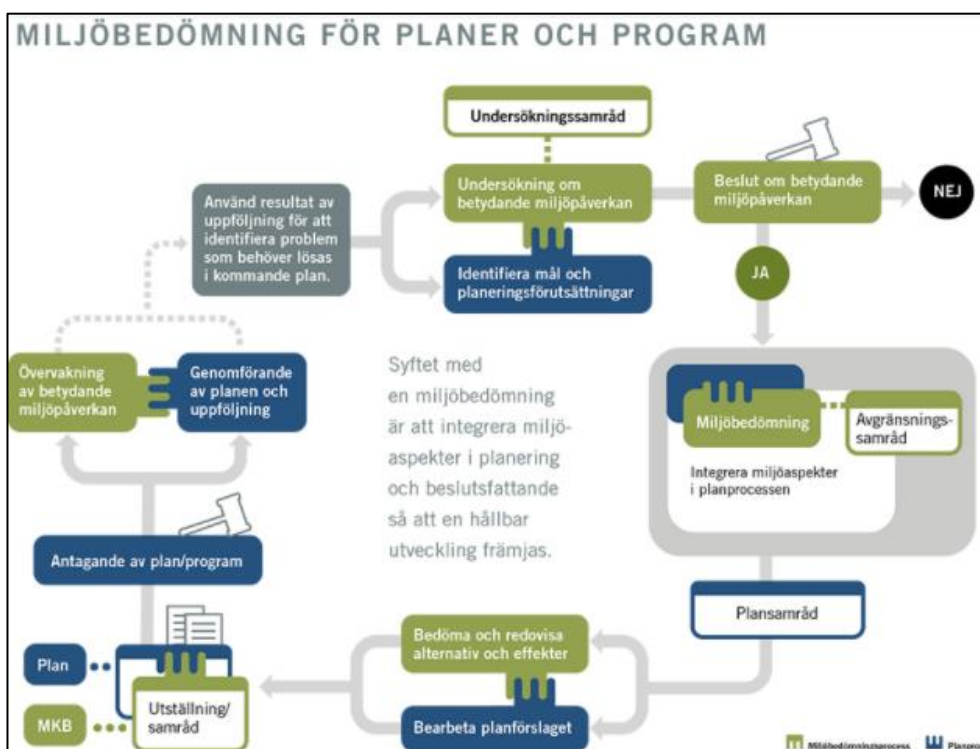 MILJÖBEDÖMNING FÖR PLANER OCH PROGRAM
Undersökningssamråd
Undersökning om
betydande miljöpåverkan
Beslut om betydande
miljöpåverkan
NEJ
Använd resultat av
uppföljning för att
identifiera problem
som behöver lösas
i kommande plan.
Identifiera mål och
planeringsförutsättningar
JA
Övervakning
av betydande
miljöpåverkan
Genomförande
av planen och
uppföljning
Syftet med
en miljöbedömning
är att integrera miljö-
aspekter i planering
och beslutsfattande
så att en hållbar
utveckling främjas.
Miljöbedömning
Avgränsnings-
samråd
Integrera miljöaspekter
i planprocessen
Antagande av plan/program
Plansamråd
Bedöma och redovisa
alternativ och effekter
Bearbeta planförslaget
Plan
MKB
Utställning/
samråd
Miljöbedömningsprocess